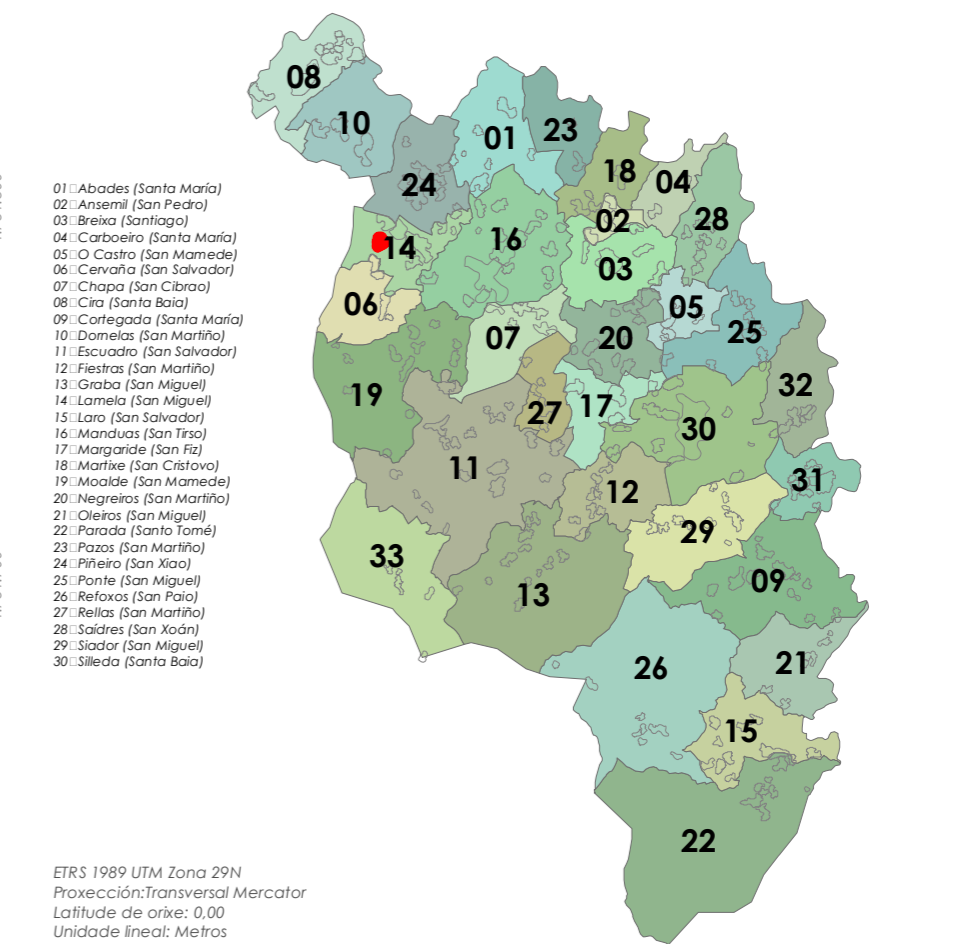 08
10
01
23
18
04
24
02
28
14
16
03
06
05
07
20
25
19
27
17
32
30
11
12
31
29
33
13
09
26
21
15
22
01 Abades (Santa María)
02 Ansemil (San Pedro)
03 Breixa (Santiago)
04 Carboeiro (Santa María)
05 O Castro (San Mamede)
06 Cervaña (San Salvador)
07 Chapa (San Cibrao)
08 Cira (Santa Baia)
09 Cortegada (Santa María)
10 Dornelas (San Martiño)
11 Escuadro (San Salvador)
12 Fiestras (San Martiño)
13 Graba (San Miguel)
14 Lamela (San Miguel)
15 Laro (San Salvador)
16 Manduas (San Tirso)
17 Margaride (San Fiz)
18 Martixe (San Cristovo)
19 Moalde (San Mamede)
20 Negreiros (San Martiño)
21 Oleiros (San Miguel)
22 Parada (Santo Tomé)
23 Pazos (San Martiño)
24 Piñeiro (San Xiao)
25 Ponte (San Miguel)
26 Refoxos (San Paio)
27 Rellas (San Martiño)
28 Saídres (San Xoán)
29 Siador (San Miguel)
30 Silleda (Santa Baia)
ETRS 1989 UTM Zona 29N
Proxección:Transversal Mercator
Latitude de orixe: 0,00
Unidade lineal: Metros